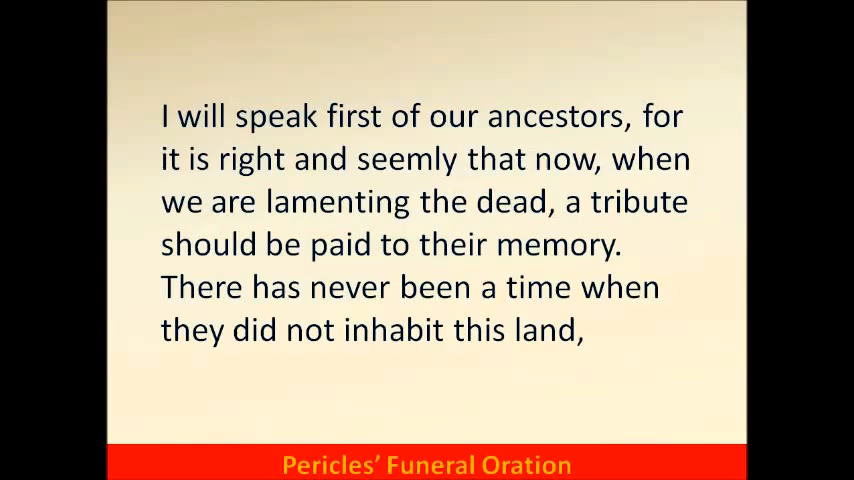 I will speak first of our ancestors, for
it is right and seemly that now, when
we are lamenting the dead, a tribute
should be paid to their memory.
There has never been a time when
they did not inhabit this land,
Pericles’ Funeral Oration